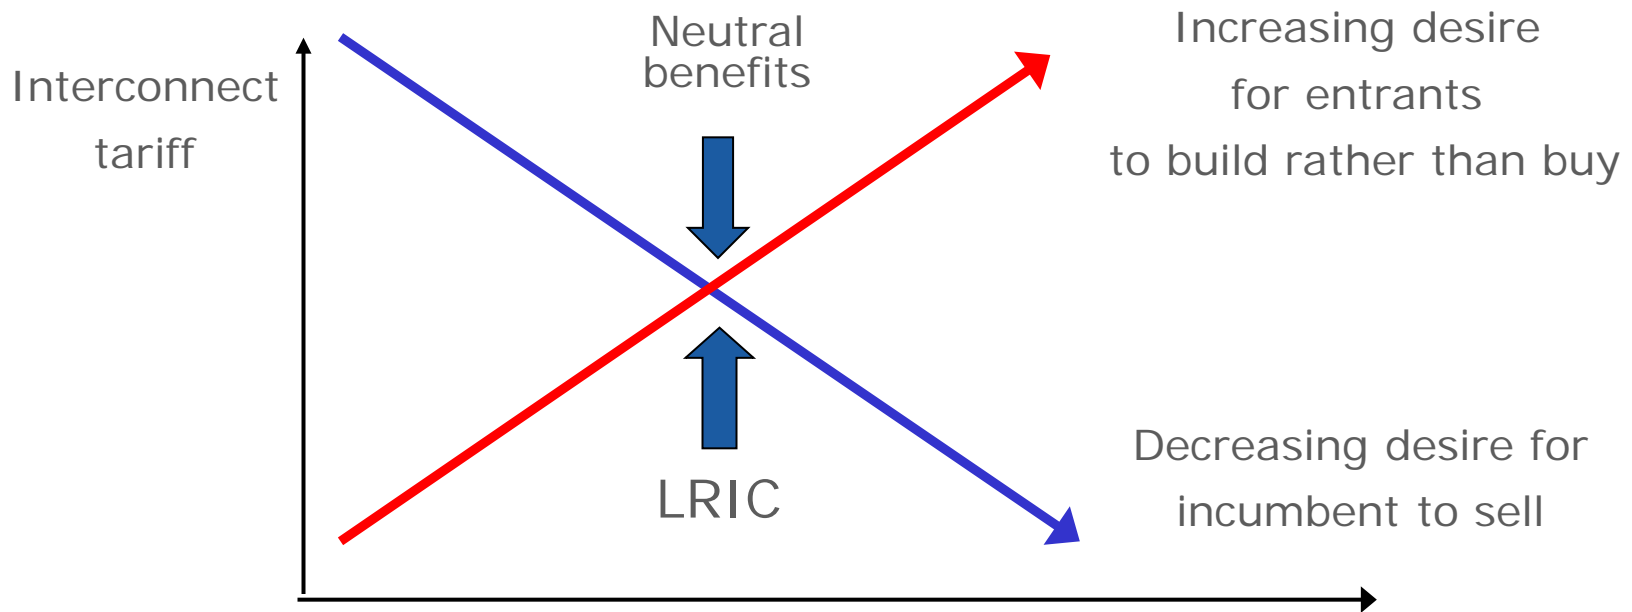 Interconnect
tariff
Neutral
benefits
Increasing desire
for entrants
to build rather than buy
LRIC
Decreasing desire for
incumbent to sell